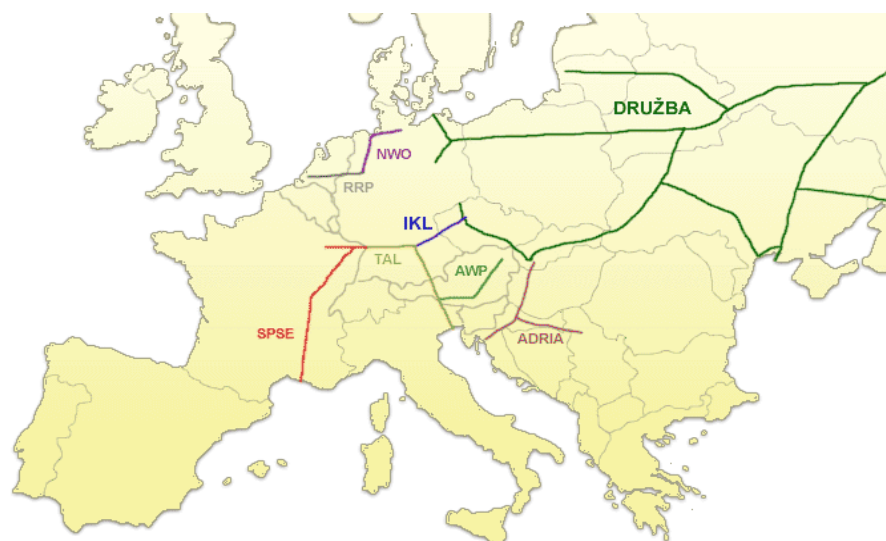 DRUŽBA
NWO
RRP
IKL
TAL
AWP
SPSE
ADRIA